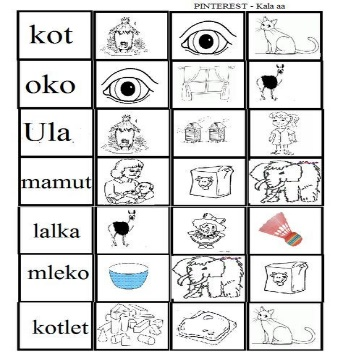 PINTEREST - Kala aa
kot
oko
Ula
mamut
lalka
mleko
kotlet